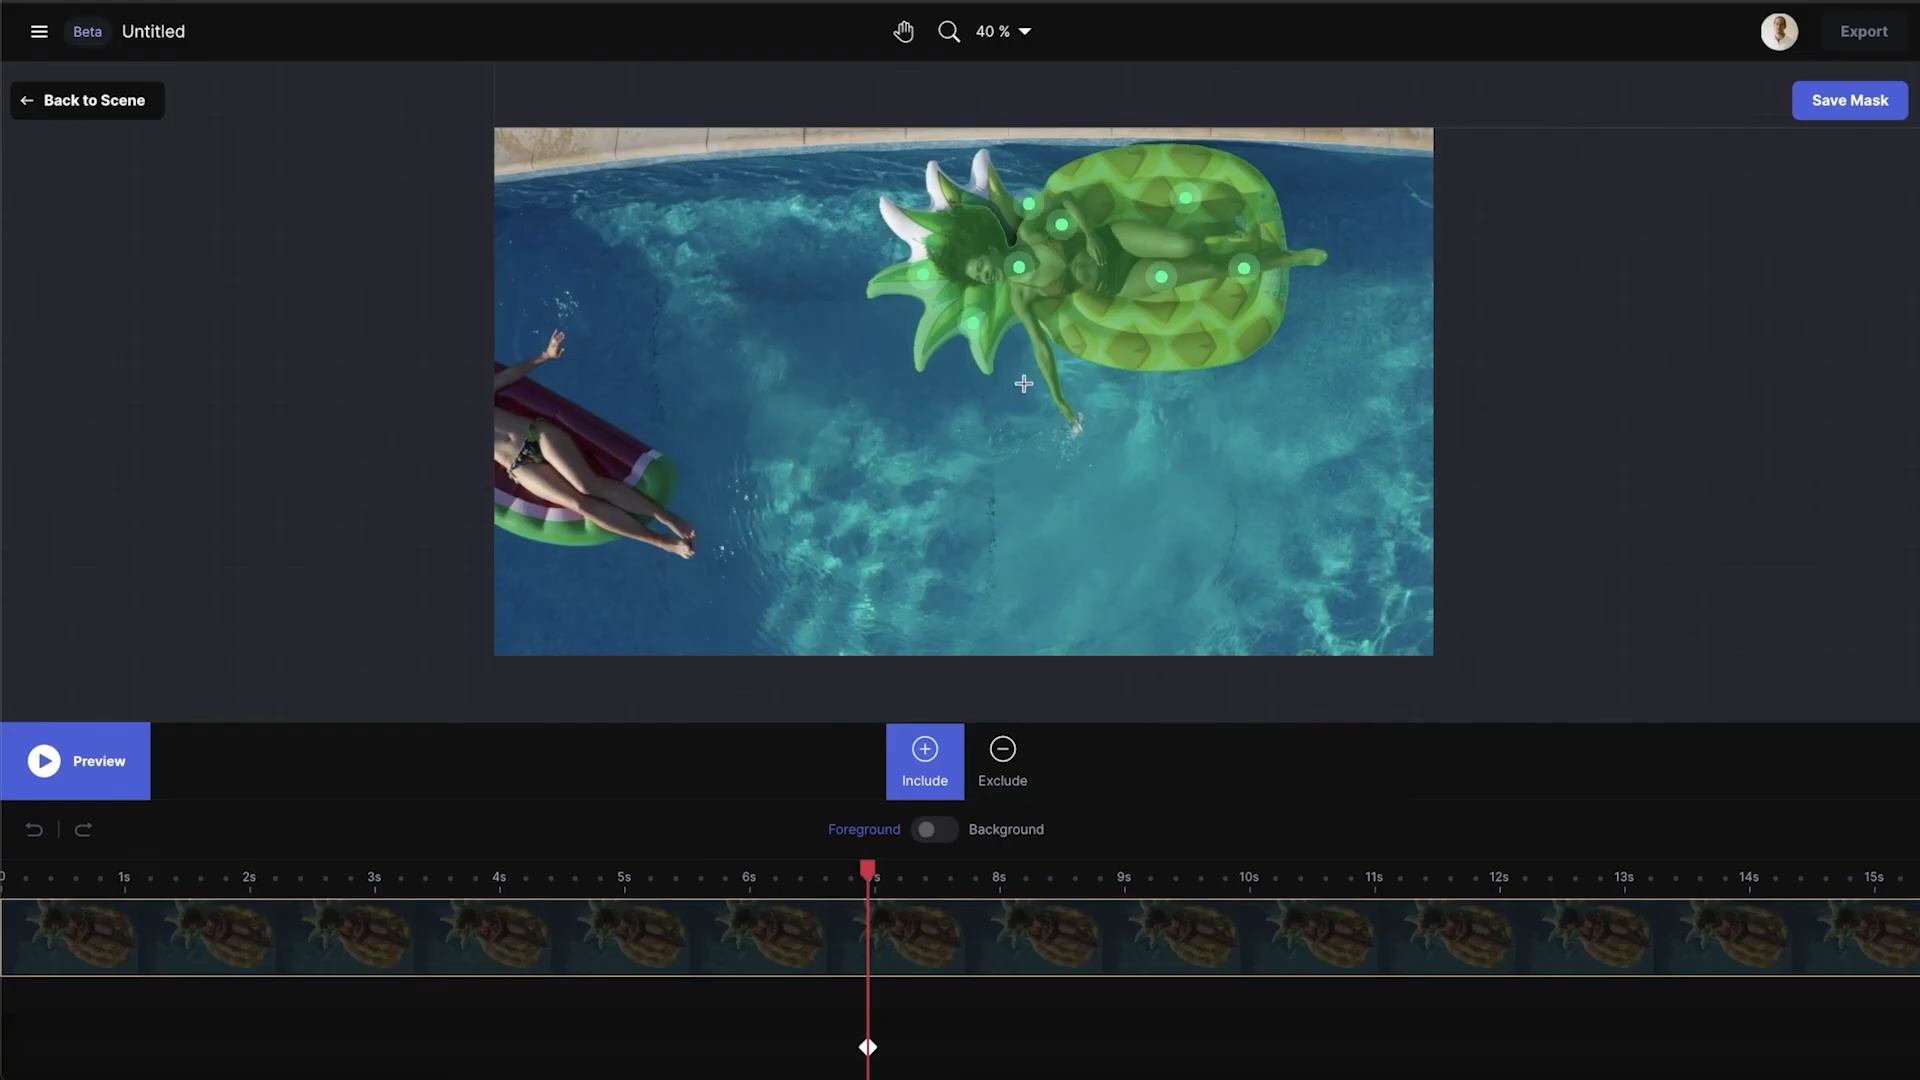 Beta Untitled 40 % Export
Back to Scene
Save Mask
Preview
Include Exclude
Foreground Background
0 1s 2s 3s 4s 5s 6s s 8s 9s 10s 11s 12s 13s 14s 15s